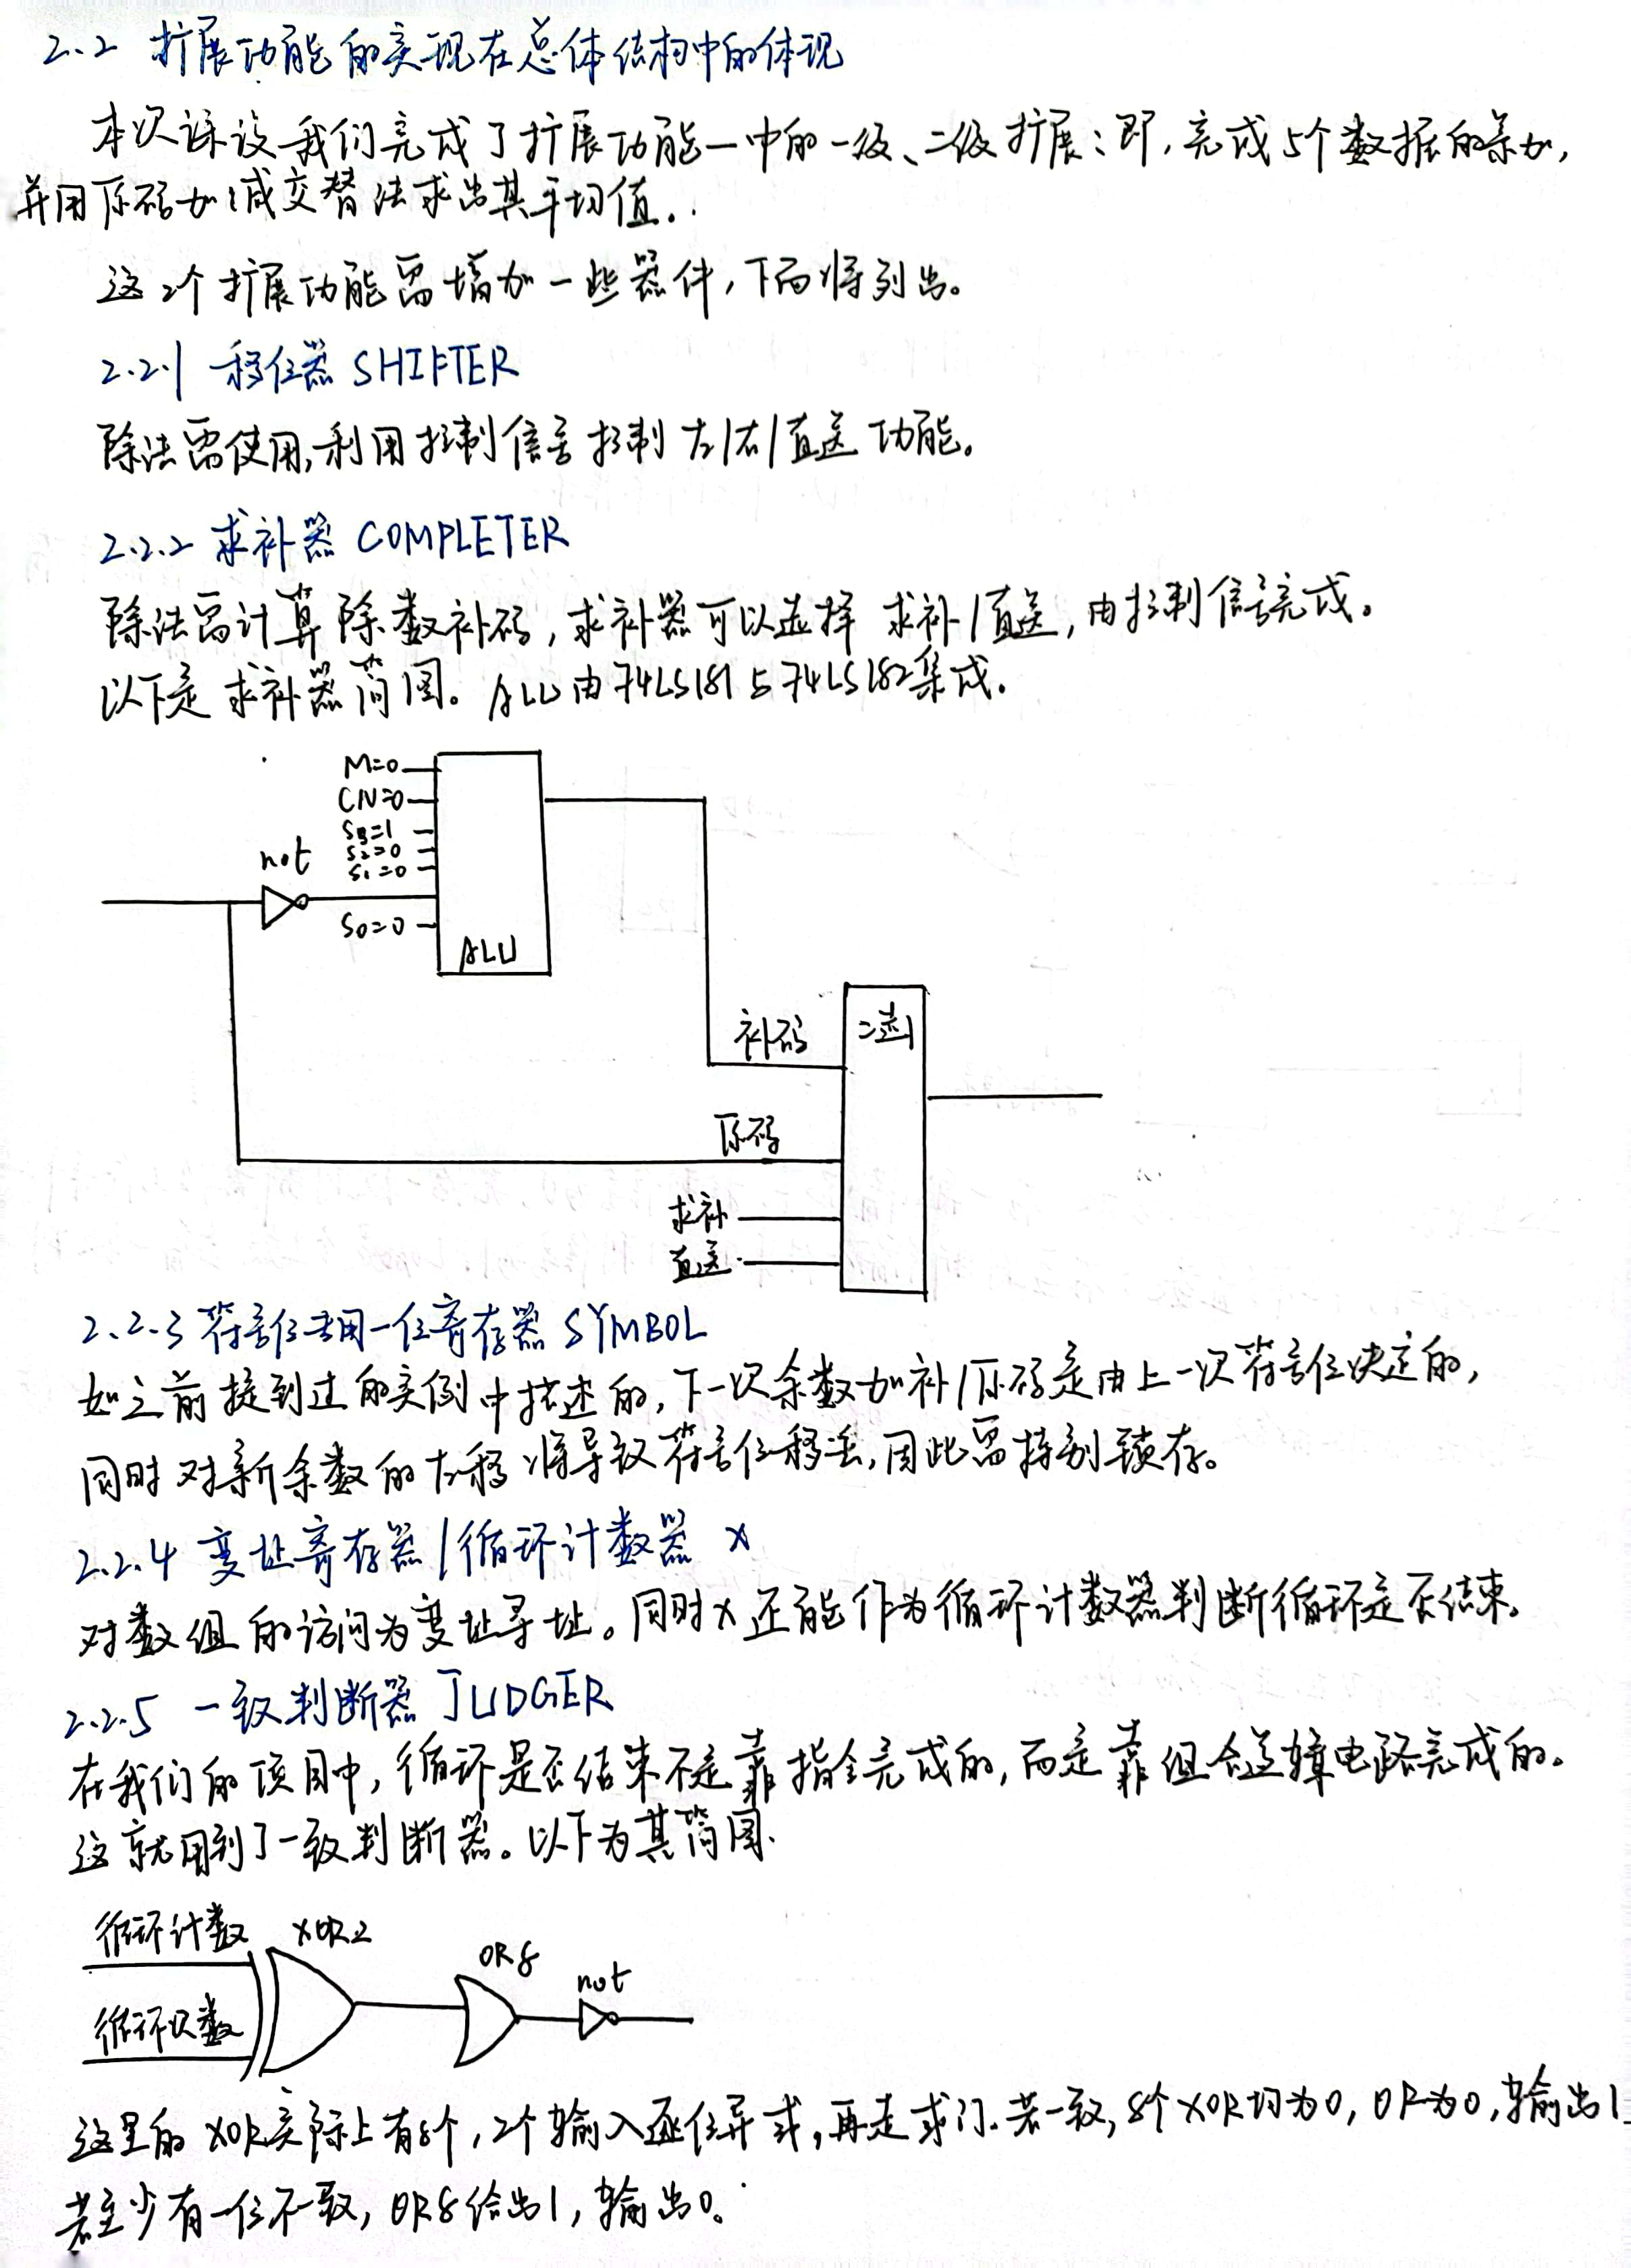 2.2 扩展功能的实现在总体结构中的体现
本次课设我们完成了扩展功能一中的一级、二级扩展:即,完成5个数据的累加,
并用原码加/减交替法求出其平均值.
这2个扩展功能需增加一些器件,下面将列出。
2.2.1 移位器 SHIFTER
除法需使用,利用控制信号控制 左/右/直送 功能。
2.2.2 求补器 COMPLETER
除法需计算除数补码,求补器可以选择 求补/直送,由控制信号完成。
以下是求补器简图。ALU由74LS181与74LS182集成。
M=0
CN=0
S3=1
S2=0
S1=0
not
S0=0
ALU
补码
二选1
原码
求补
直送
2.2.3 符号位专用一位寄存器 SYMBOL
如之前提到过的实例中描述的,下一次余数加补/原码是由上一次符号位决定的,
同时对新余数的左移将导致符号位移丢,因此需特别锁存。
2.2.4 变址寄存器/循环计数器 X
对数组的访问为变址寻址。同时X还能作为循环计数器判断循环是否结束。
2.2.5 一致判断器 JUDGER
在我们的项目中,循环是否结束不是靠指令完成的,而是靠组合逻辑电路完成的。
这就用到了一致判断器。以下为其简图.
循环计数 XOR2
OR8
not
循环次数
这里的XOR实际上有8个,2个输入逐位异或,再走或门.若一致,8个XOR均为0,OR为0,输出1
若至少有一位不一致,OR8给出1,输出0。